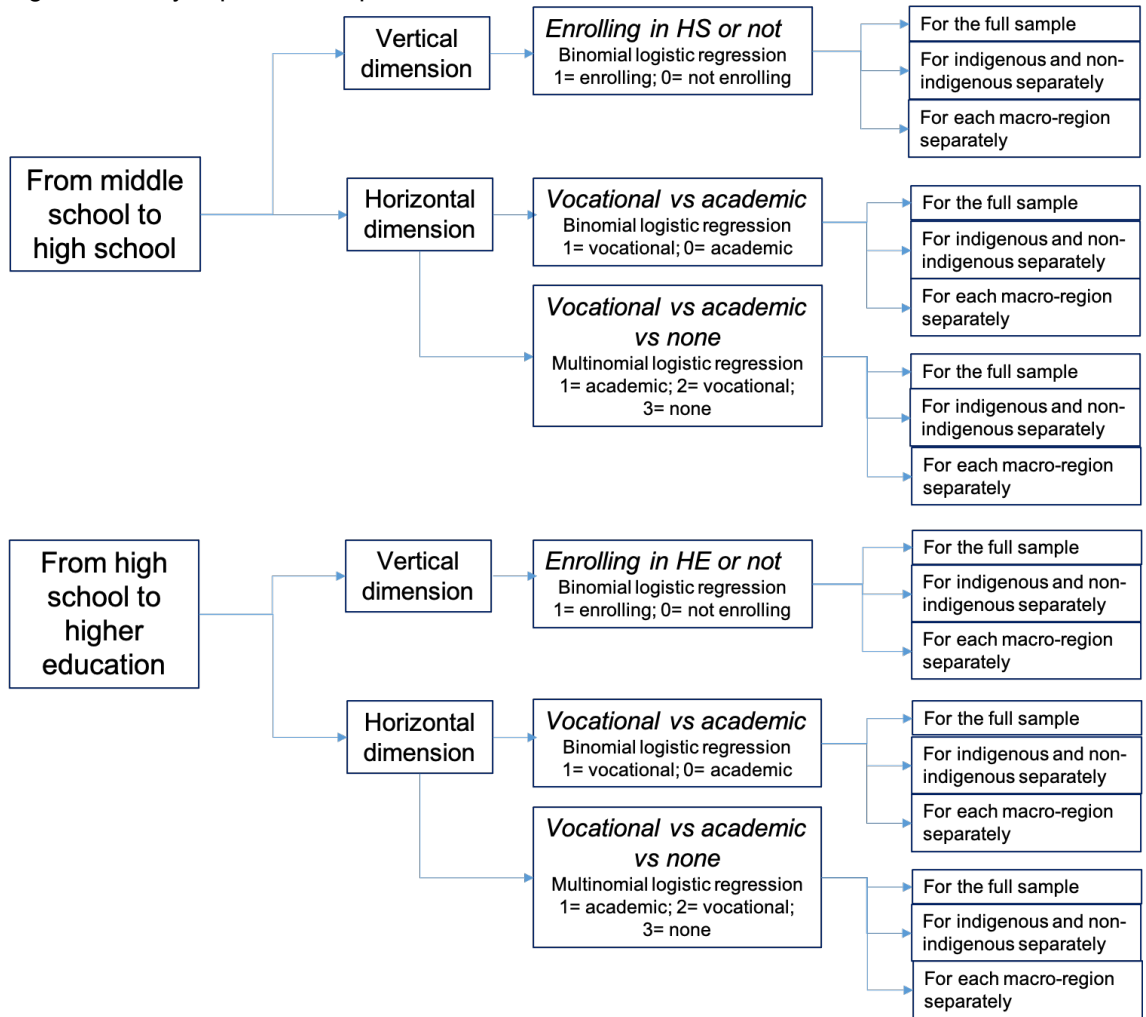 From middle
school to
high school
Vertical
dimension
Enrolling in HS or not
Binomial logistic regression
1= enrolling; 0= not enrolling
For the full sample
For indigenous and non-
indigenous separately
For each macro-region
separately
Horizontal
dimension
Vocational vs academic
Binomial logistic regression
1= vocational; 0= academic
For the full sample
For indigenous and non-
indigenous separately
For each macro-region
separately
Vocational vs academic
vs none
Multinomial logistic regression
1= academic; 2= vocational;
3= none
For the full sample
For indigenous and non-
indigenous separately
For each macro-region
separately
From high
school to
higher
education
Vertical
dimension
Enrolling in HE or not
Binomial logistic regression
1= enrolling; 0= not enrolling
For the full sample
For indigenous and non-
indigenous separately
For each macro-region
separately
Horizontal
dimension
Vocational vs academic
Binomial logistic regression
1= vocational; 0= academic
For the full sample
For indigenous and non-
indigenous separately
For each macro-region
separately
Vocational vs academic
vs none
Multinomial logistic regression
1= academic; 2= vocational;
3= none
For the full sample
For indigenous and non-
indigenous separately
For each macro-region
separately